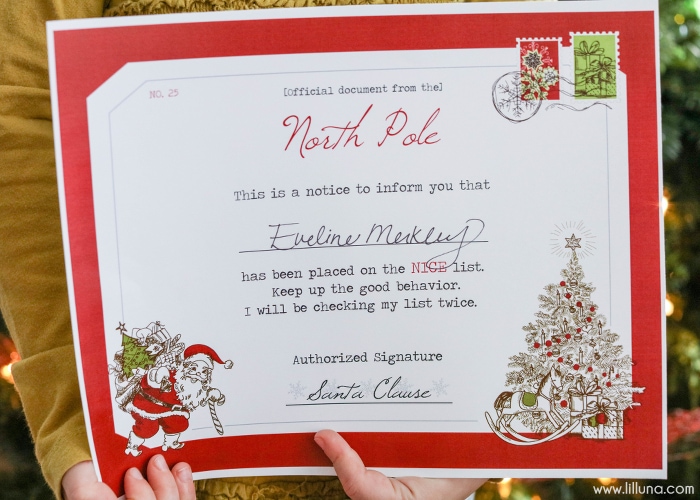 NO. 25
[Official document from the]
North Pole
This is a notice to inform you that
Eveline Merkley
has been placed on the NICE list.
Keep up the good behavior.
I will be checking my list twice.
Authorized Signature
Santa Clause
www.lilluna.com